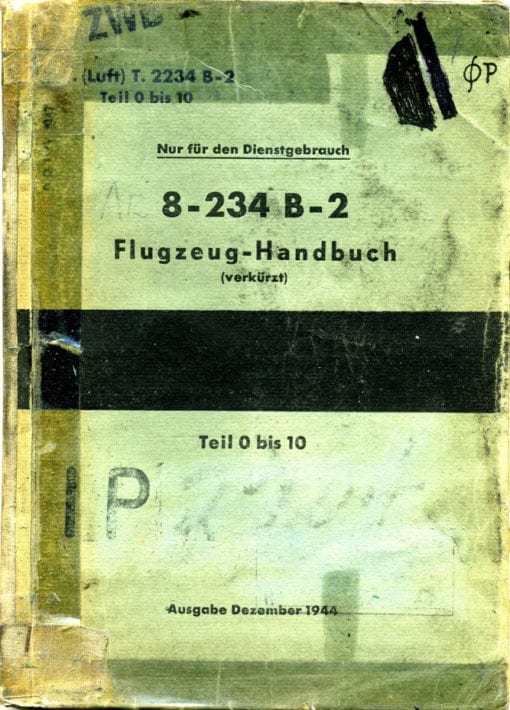 ZWB
. (Luft) T. 2234 B-2
Teil 0 bis 10
ϕP
Nur für den Dienstgebrauch
8-234 B-2
Flugzeug-Handbuch
(verkürzt)
Teil 0 bis 10
P
Ausgabe Dezember 1944